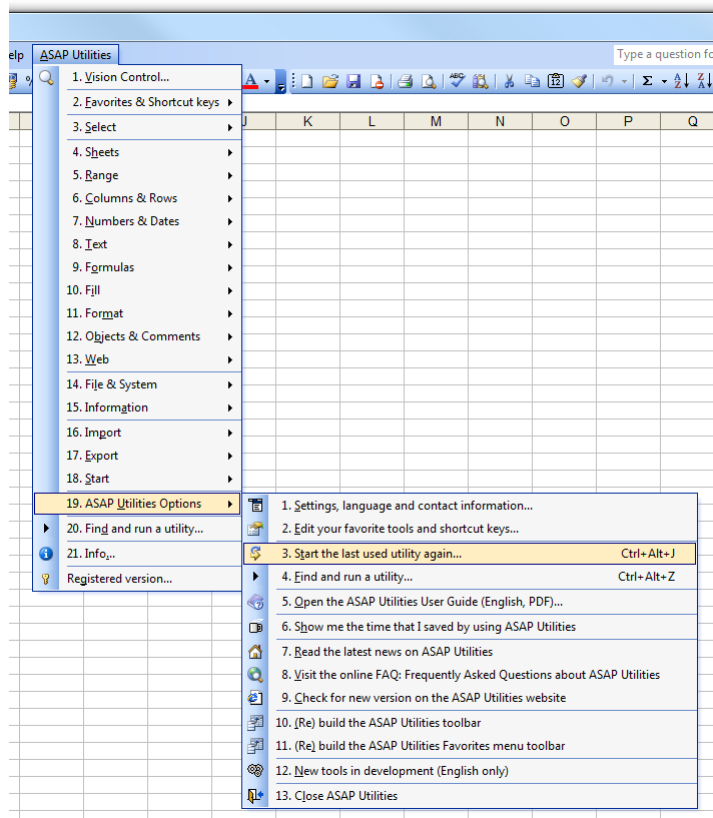 elp ASAP Utilities Type a question fo
1. Vision Control...
2. Favorites & Shortcut keys
3. Select
J K L M N O P Q
4. Sheets
5. Range
6. Columns & Rows
7. Numbers & Dates
8. Text
9. Formulas
10. Fill
11. Format
12. Objects & Comments
13. Web
14. File & System
15. Information
16. Import
17. Export
18. Start
19. ASAP Utilities Options
20. Find and run a utility...
21. Info...
Registered version...
1. Settings, language and contact information...
2. Edit your favorite tools and shortcut keys...
3. Start the last used utility again... Ctrl+Alt+J
4. Find and run a utility... Ctrl+Alt+Z
5. Open the ASAP Utilities User Guide (English, PDF)...
6. Show me the time that I saved by using ASAP Utilities
7. Read the latest news on ASAP Utilities
8. Visit the online FAQ: Frequently Asked Questions about ASAP Utilities
9. Check for new version on the ASAP Utilities website
10. (Re) build the ASAP Utilities toolbar
11. (Re) build the ASAP Utilities Favorites menu toolbar
12. New tools in development (English only)
13. Close ASAP Utilities